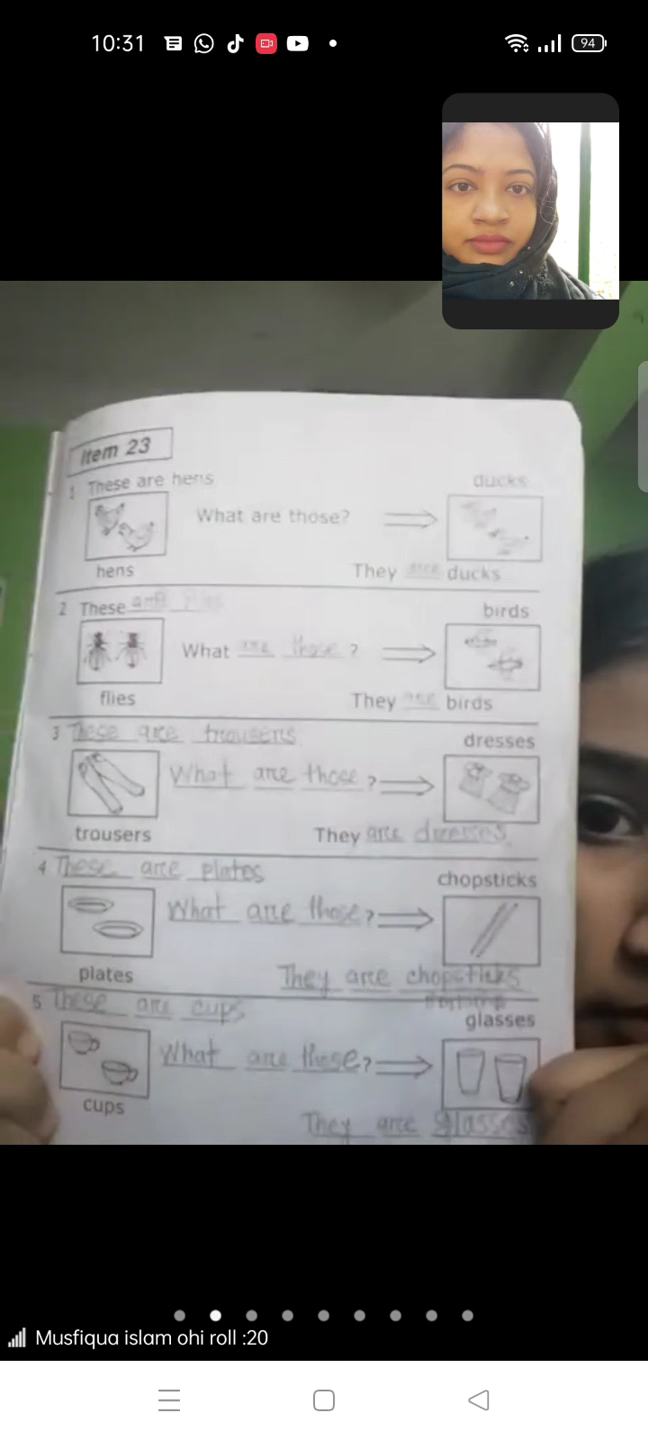 10:31
94
Item 23
1 These are hens
ducks
What are those?
hens
They are ducks
2 These are flies
birds
What are those ?
flies
They are birds
3 These are trousers
dresses
What are those ?
trousers
They are dresses
4 These are plates
chopsticks
What are those ?
plates
They are chopsticks
5 These are cups
glasses
What are these ?
cups
They are glasses
Musfiqua islam ohi roll :20